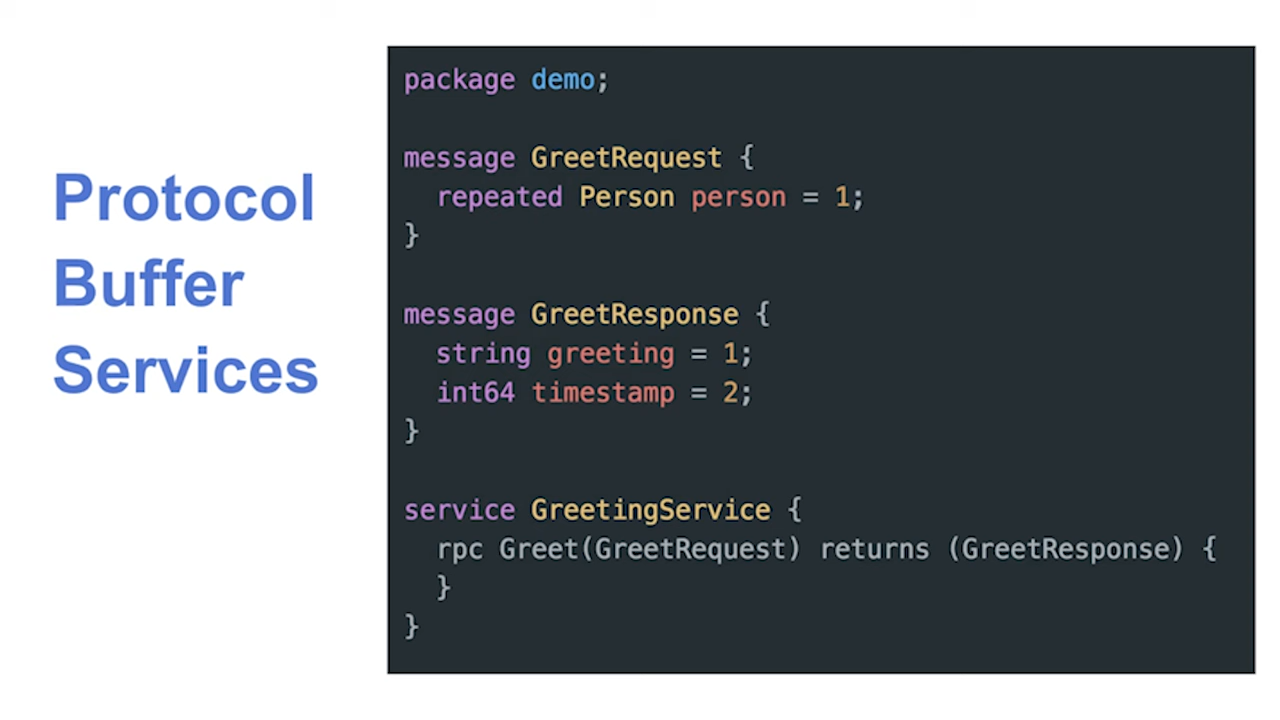 Protocol
Buffer
Services
package demo;
message GreetRequest {
  repeated Person person = 1;
}
message GreetResponse {
  string greeting = 1;
  int64 timestamp = 2;
}
service GreetingService {
  rpc Greet(GreetRequest) returns (GreetResponse) {
  }
}